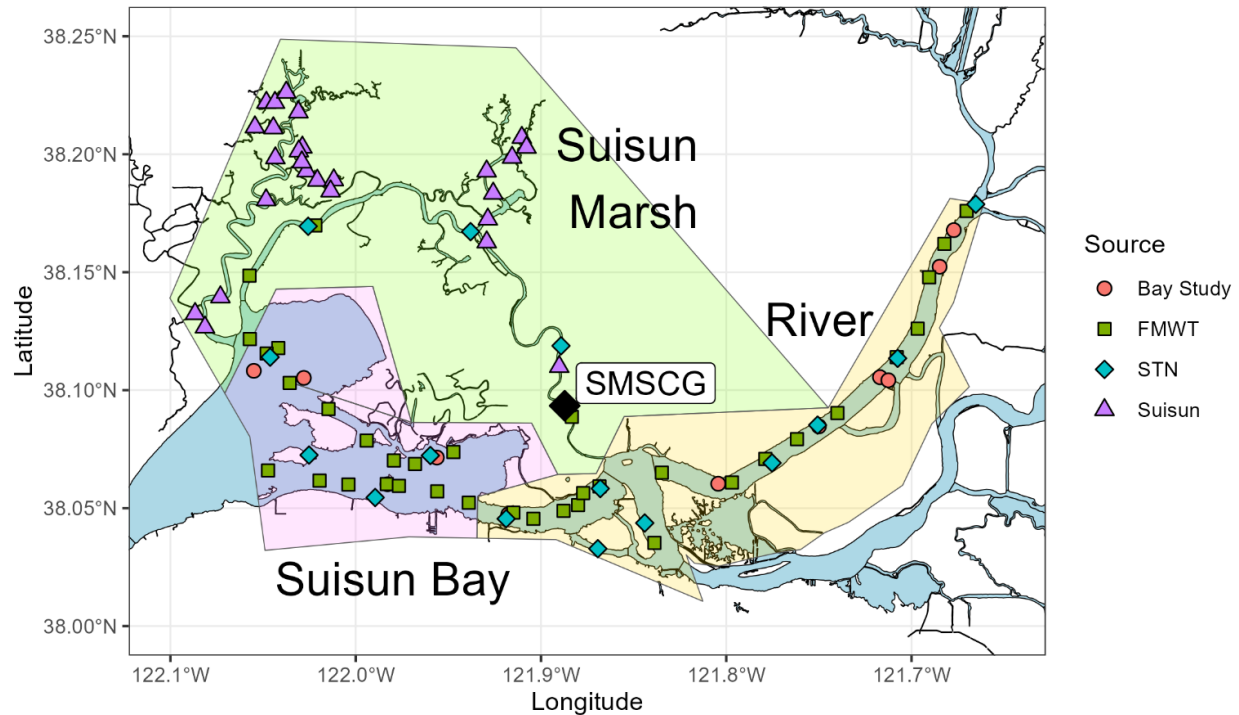 38.25°N
38.20°N
38.15°N
38.10°N
38.05°N
38.00°N
Latitude
Suisun
Marsh
River
SMSCG
Suisun Bay
122.1°W
122.0°W
121.9°W
121.8°W
121.7°W
Longitude
Source
Bay Study
FMWT
STN
Suisun